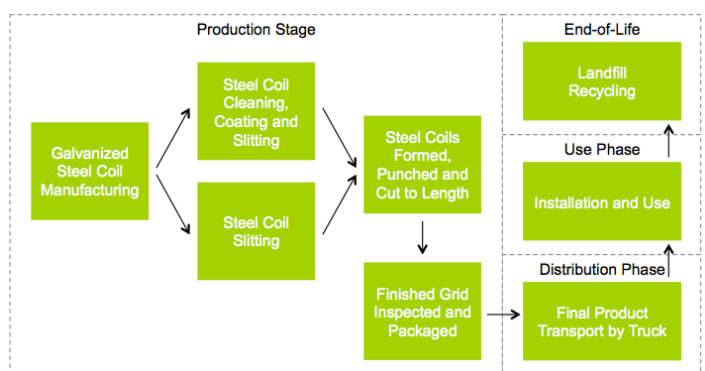 Production Stage
Galvanized
Steel Coil
Manufacturing
Steel Coil
Cleaning,
Coating and
Slitting
Steel Coil
Slitting
Steel Coils
Formed,
Punched and
Cut to Length
Finished Grid
Inspected and
Packaged
Distribution Phase
Final Product
Transport by Truck
Use Phase
Installation and Use
End-of-Life
Landfill
Recycling